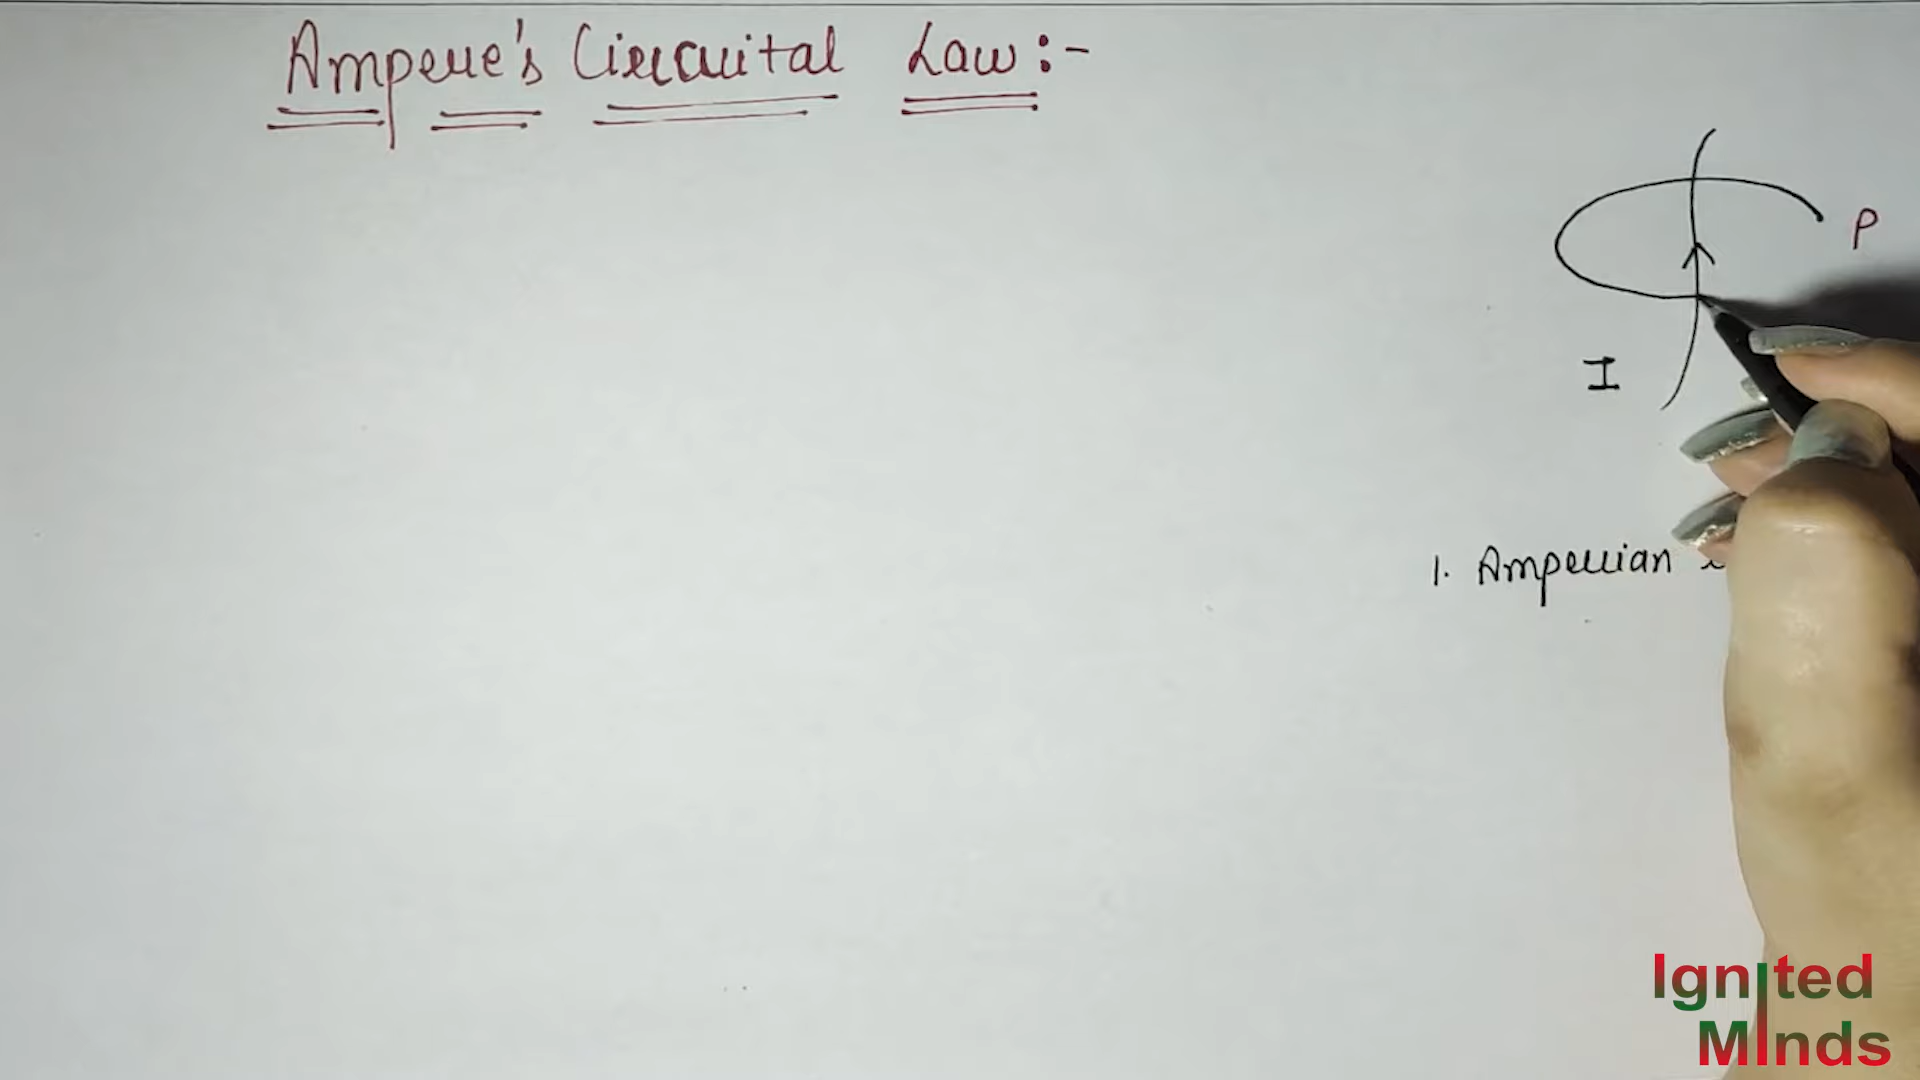 Ampere's Circuital Law:-
P
I
1. Amperian
Ignited
Minds